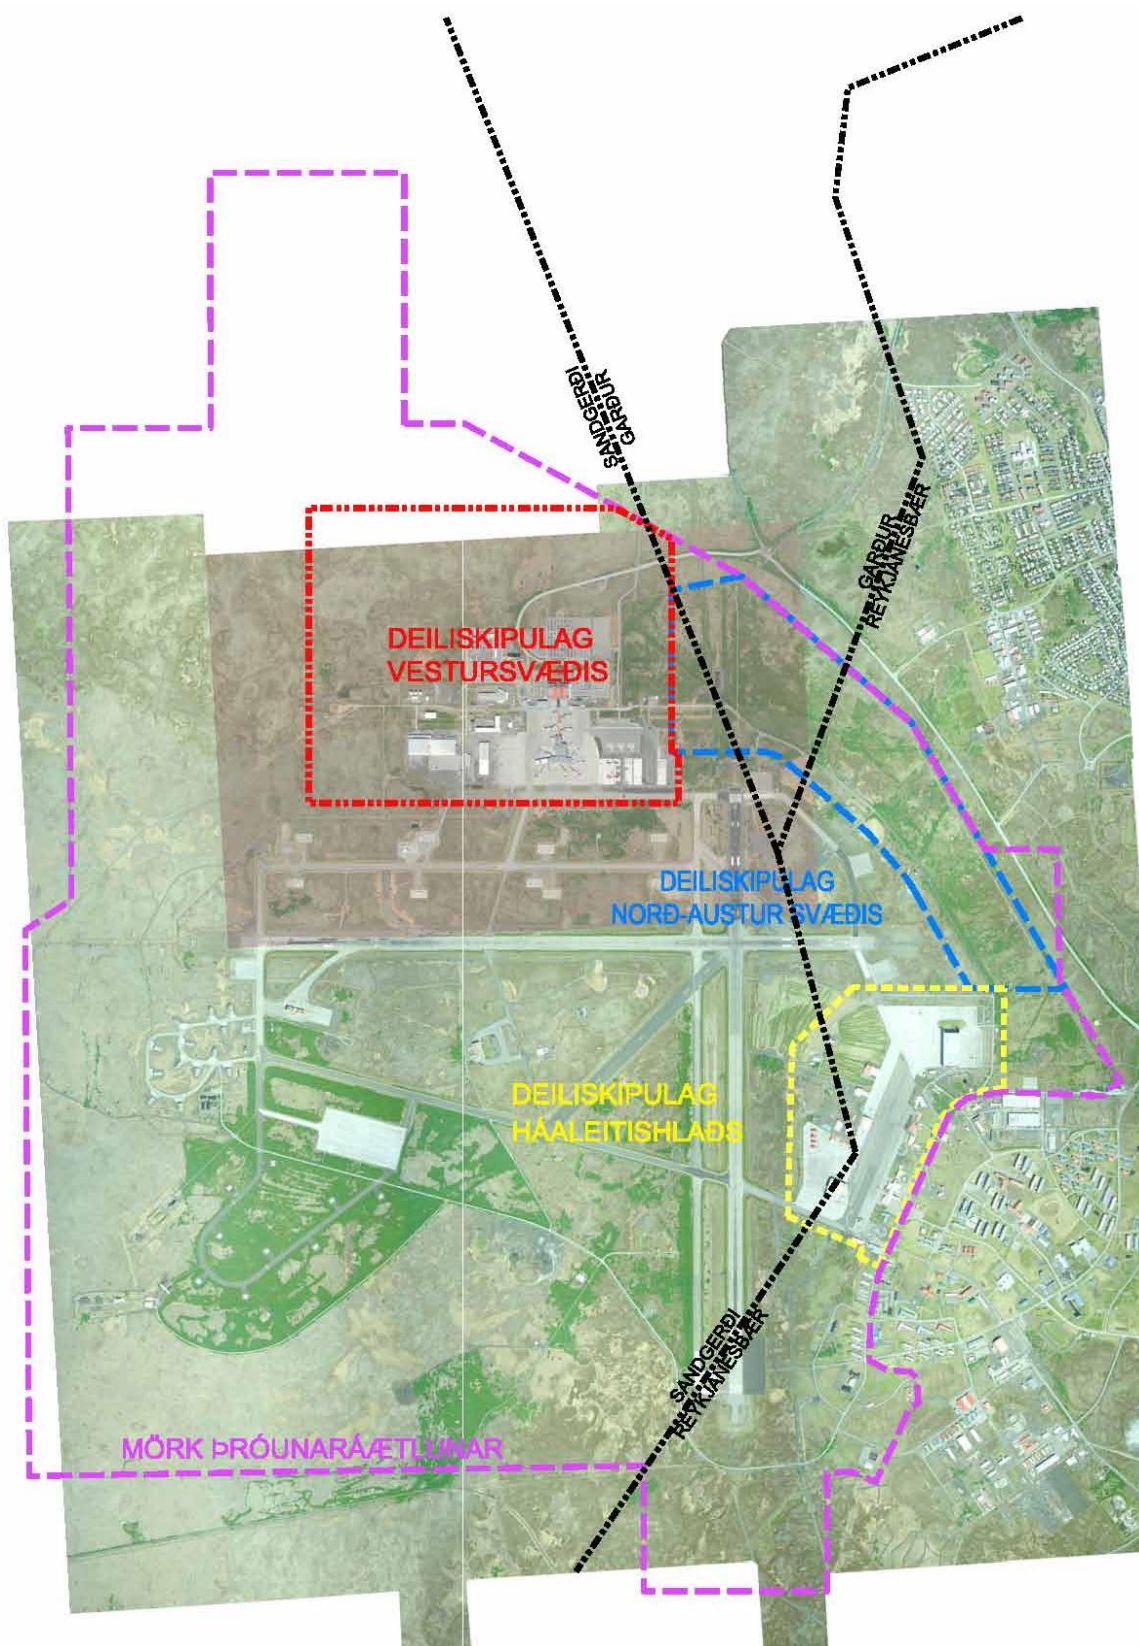 SANDGERÐI
GARÐUR
GARÐUR
REYKJANESBÆR
DEILISKIPULAG
VESTURSVÆÐIS
DEILISKIPULAG
NORÐ-AUSTUR SVÆÐIS
DEILISKIPULAG
HÁALEITISHLAÐS
SANDGERÐI
REYKJANESBÆR
MÖRK ÞRÓUNARÁÆTLUNAR